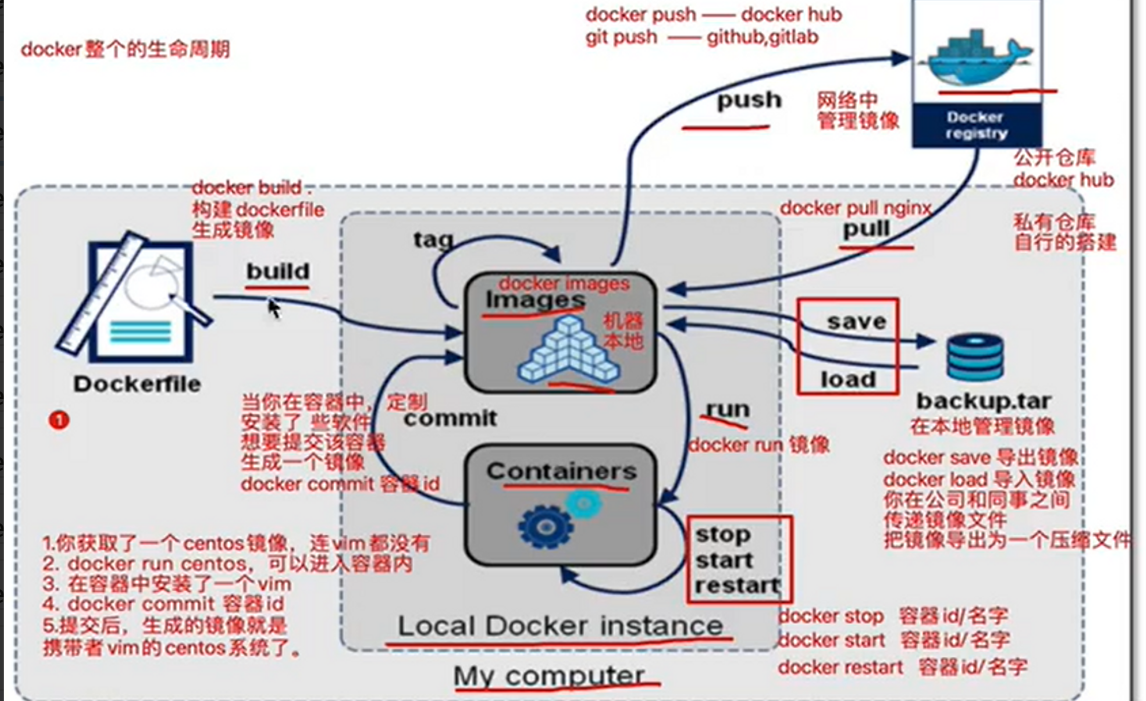 docker push —— docker hub
git push —— github,gitlab
docker整个的生命周期
push
网络中
管理镜像
Docker
registry
公开仓库
docker hub
私有仓库
自行的搭建
docker build .
构建 dockerfile
生成镜像
docker pull nginx
pull
tag
build
docker images
Images
机器
本地
save
load
Dockerfile
backup.tar
在本地管理镜像
1
当你在容器中，定制
安装了 些软件
想要提交该容器
生成一个镜像
docker commit 容器id
commit
run
docker run 镜像
docker save 导出镜像
docker load 导入镜像
你在公司和同事之间
传递镜像文件
把镜像导出为一个压缩文件
Containers
stop
start
restart
1.你获取了一个centos镜像，连vim都没有
2. docker run centos，可以进入容器内
3. 在容器中安装了一个vim
4. docker commit 容器id
5.提交后，生成的镜像就是
携带者vim的centos系统了。
docker stop 容器id/名字
docker start 容器id/名字
docker restart 容器id/名字
Local Docker instance
My computer